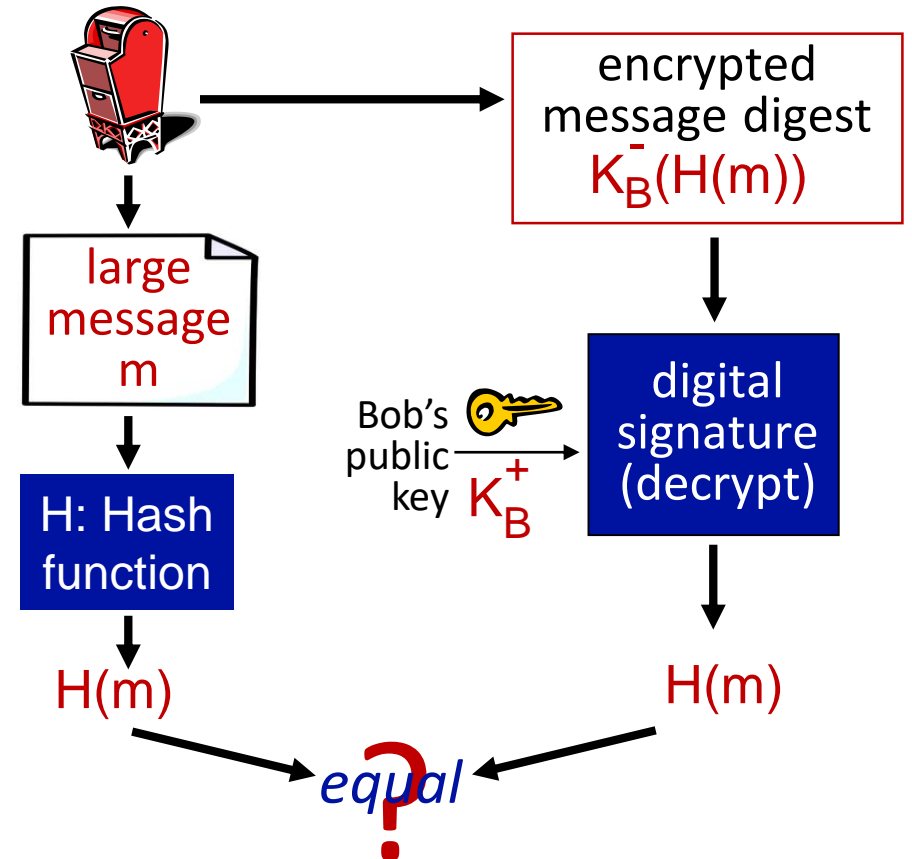 encrypted
message digest
K_B^-(H(m))
large
message
m
Bob’s
public
key
K_B^+
digital
signature
(decrypt)
H: Hash
function
H(m)
H(m)
equal
?